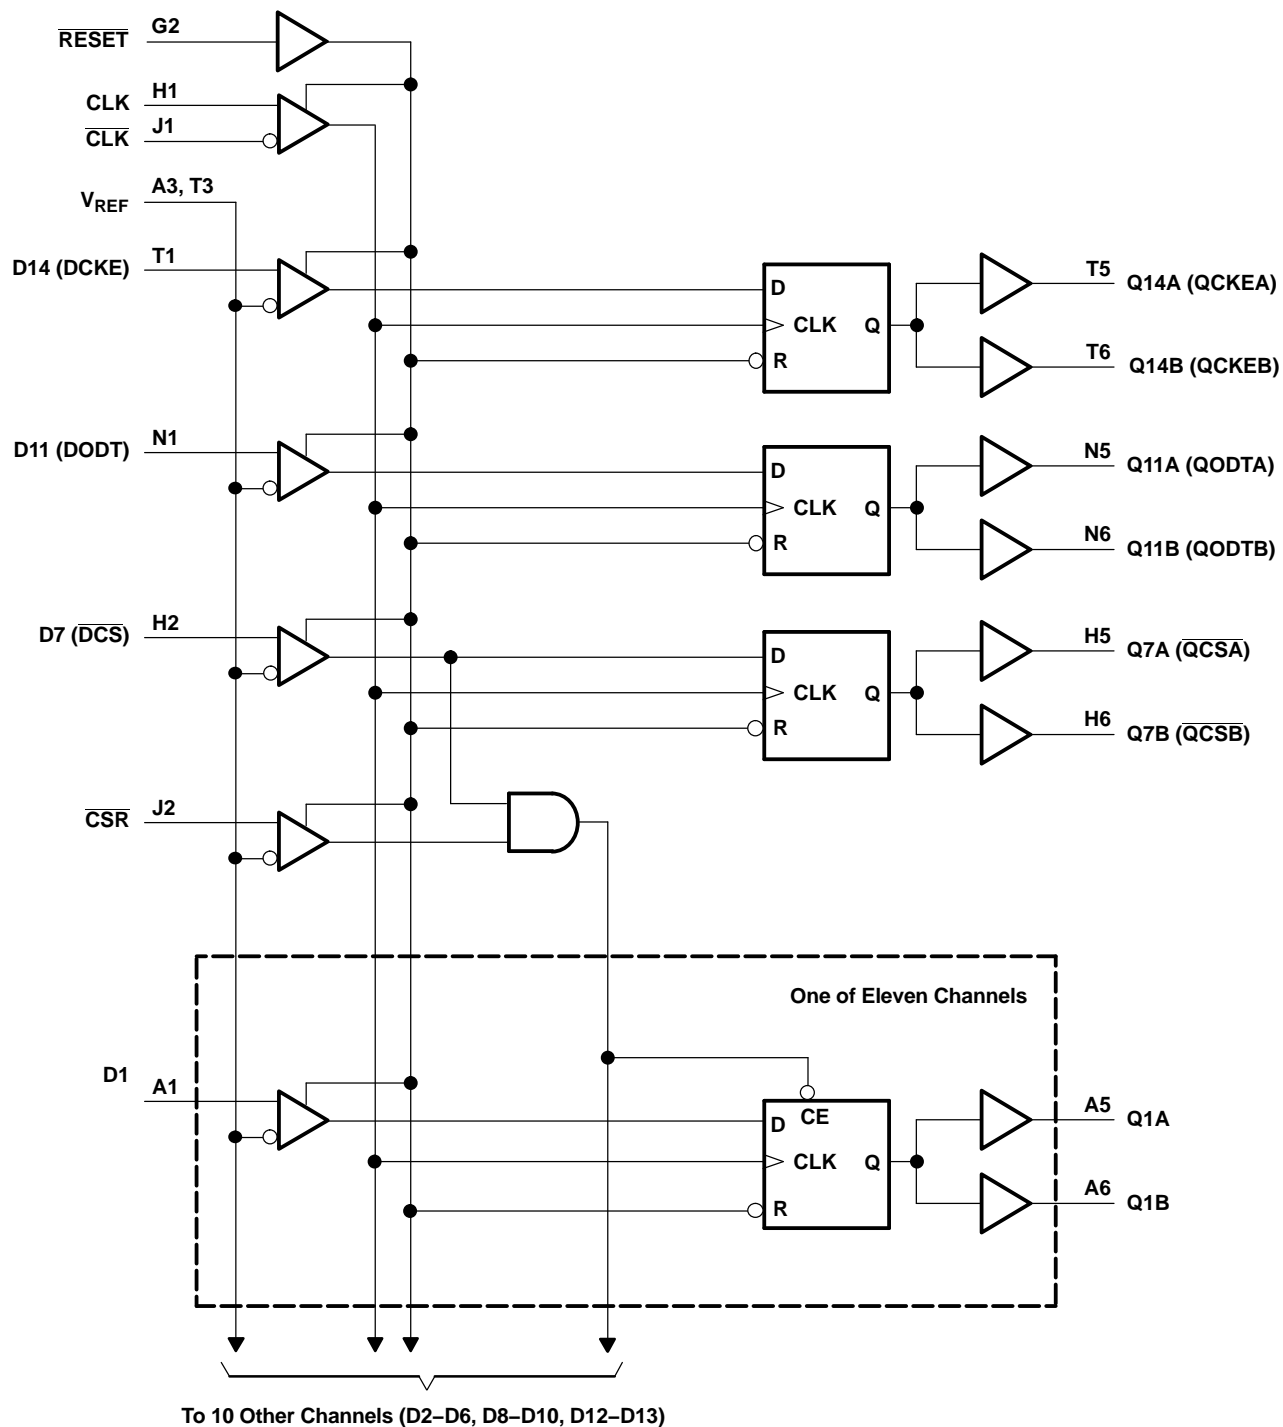 RESET G2
CLK H1
CLK J1
VREF A3, T3
D14 (DCKE) T1
D
CLK Q
R
T5 Q14A (QCKEA)
T6 Q14B (QCKEB)
D11 (DODT) N1
D
CLK Q
R
N5 Q11A (QODTA)
N6 Q11B (QODTB)
D7 (DCS) H2
D
CLK Q
R
H5 Q7A (QCSA)
H6 Q7B (QCSB)
CSR J2
One of Eleven Channels
D1 A1
CE
D
CLK Q
R
A5 Q1A
A6 Q1B
To 10 Other Channels (D2–D6, D8–D10, D12–D13)